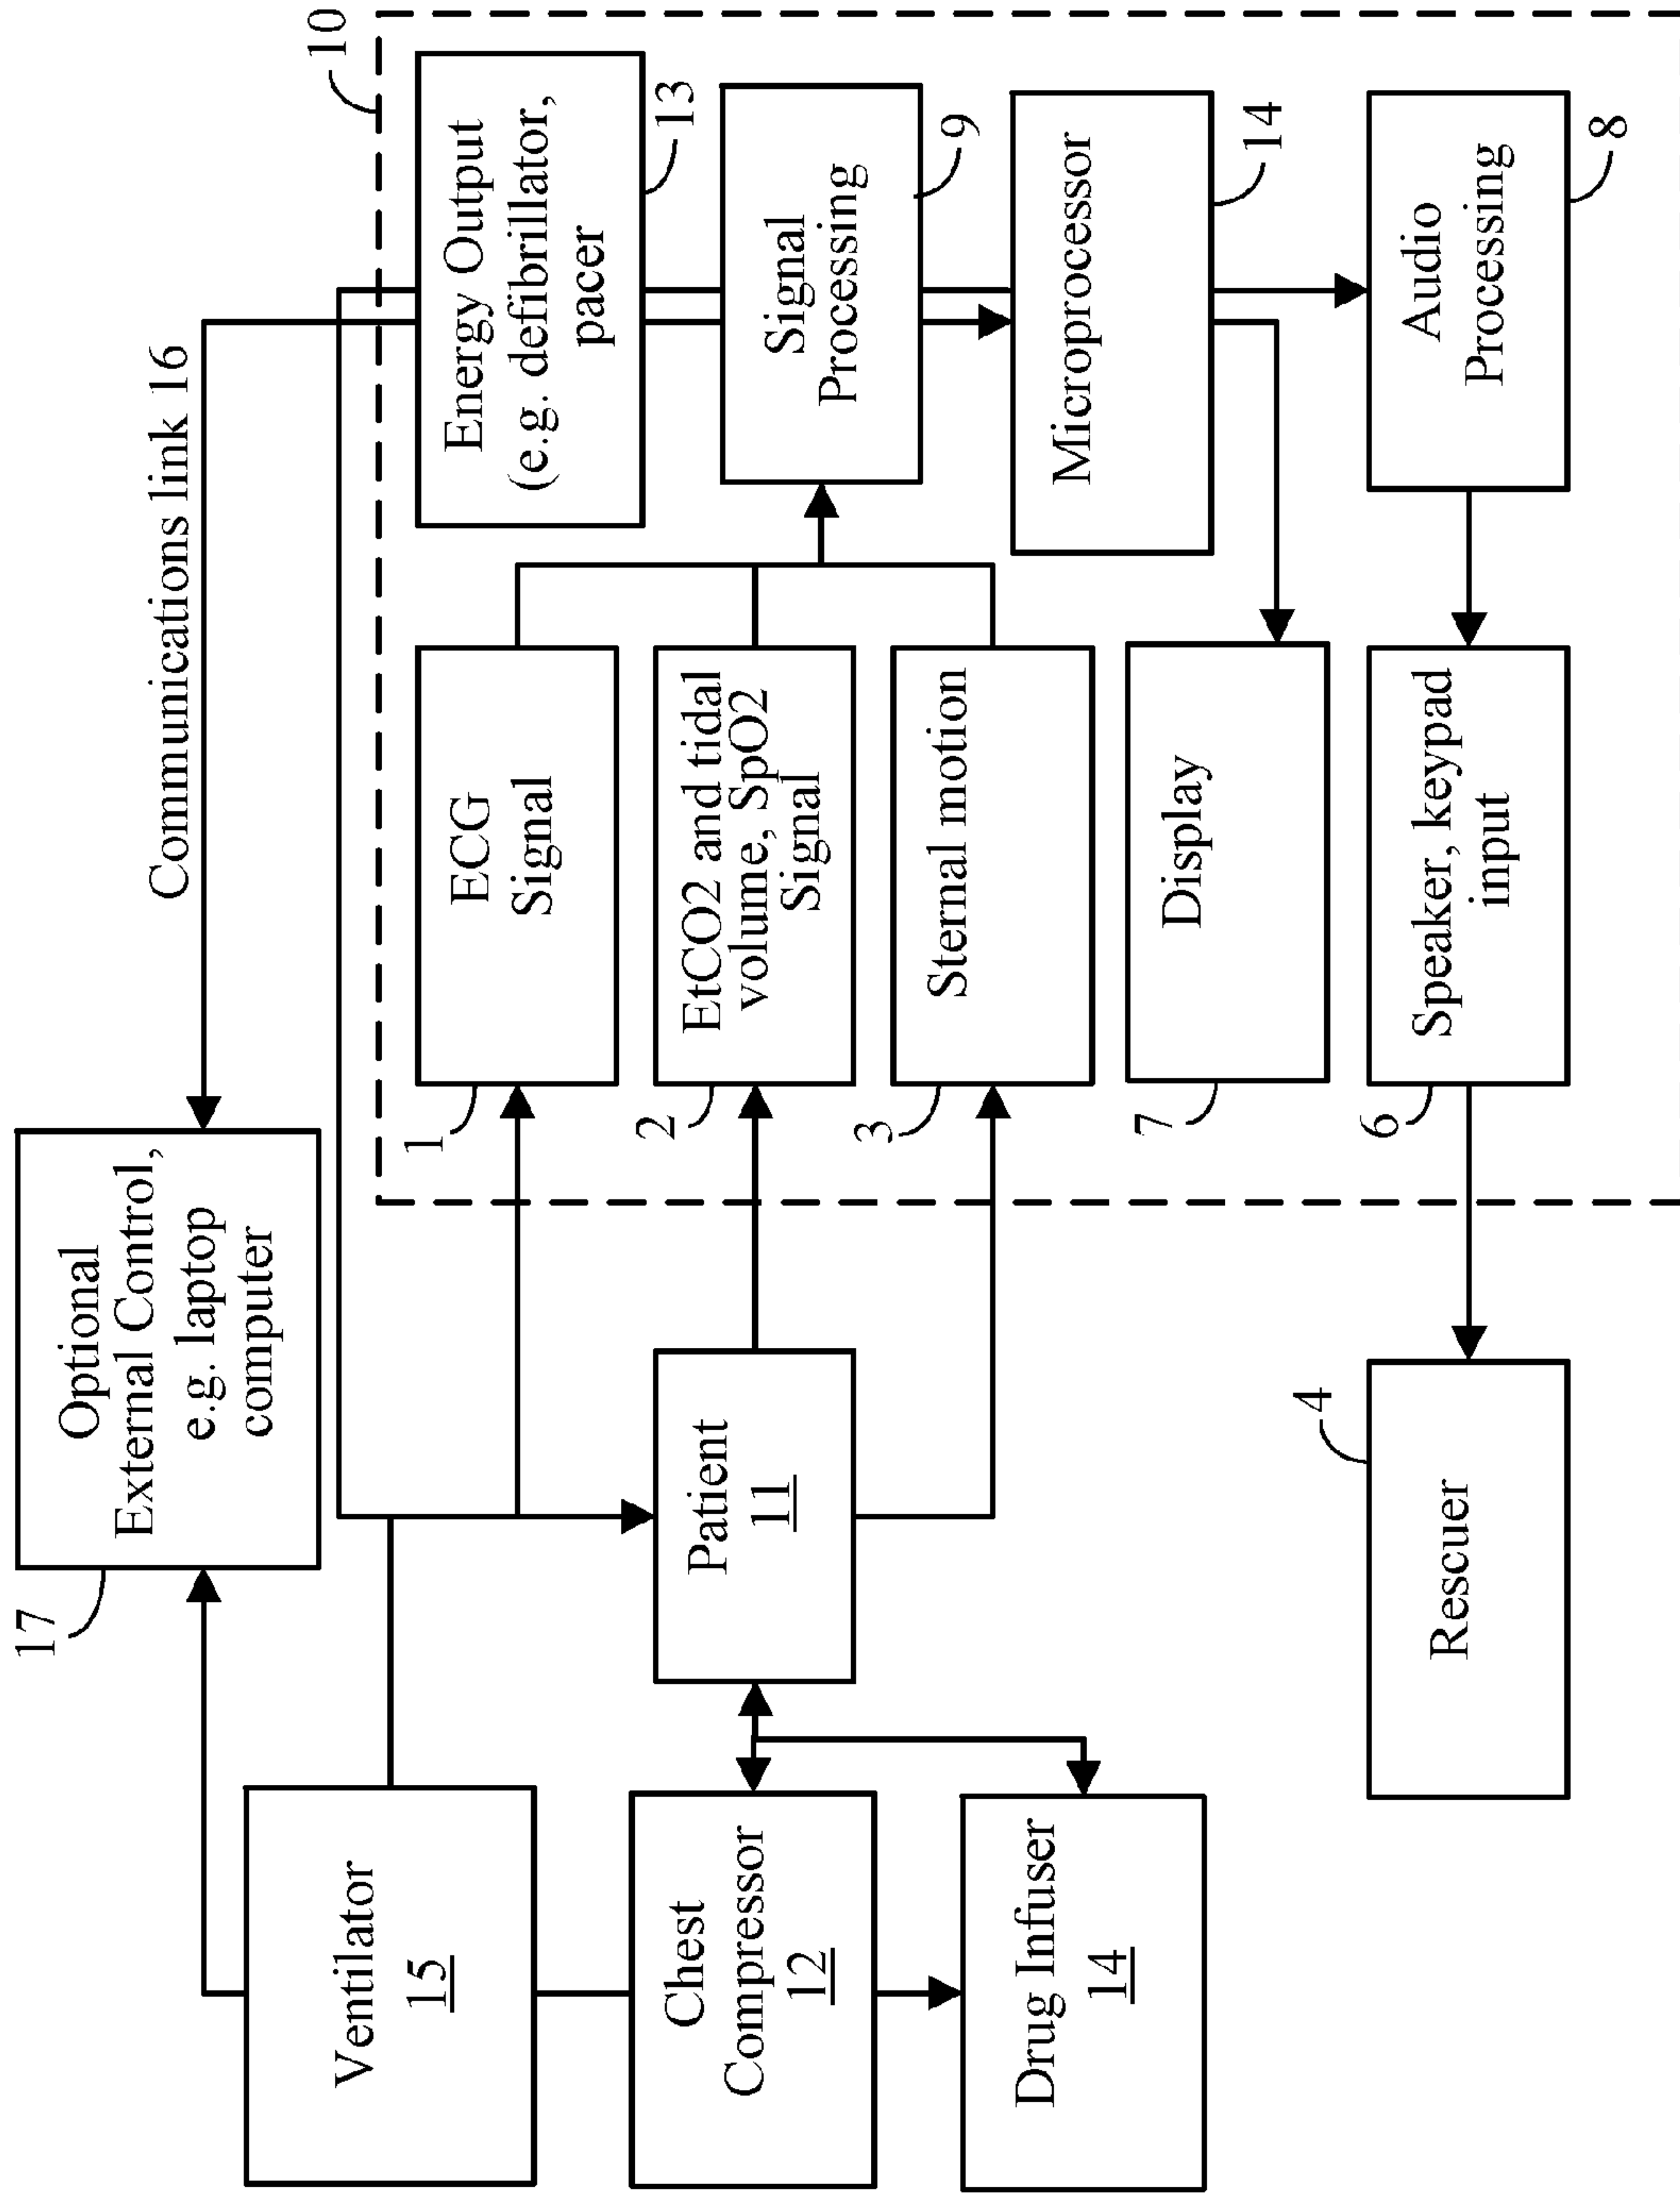 17
Optional
External Control,
e.g. laptop
computer
Communications link 16
10
Ventilator
15
1
ECG
Signal
Energy Output
(e.g. defibrillator,
pacer
13
Chest
Compressor
12
Patient
11
2
EtCO2 and tidal
volume, SpO2
Signal
Signal
Processing
9
Drug Infuser
14
3
Sternal motion
Microprocessor
14
7
Display
4
Rescuer
6
Speaker, keypad
input
Audio
Processing
8